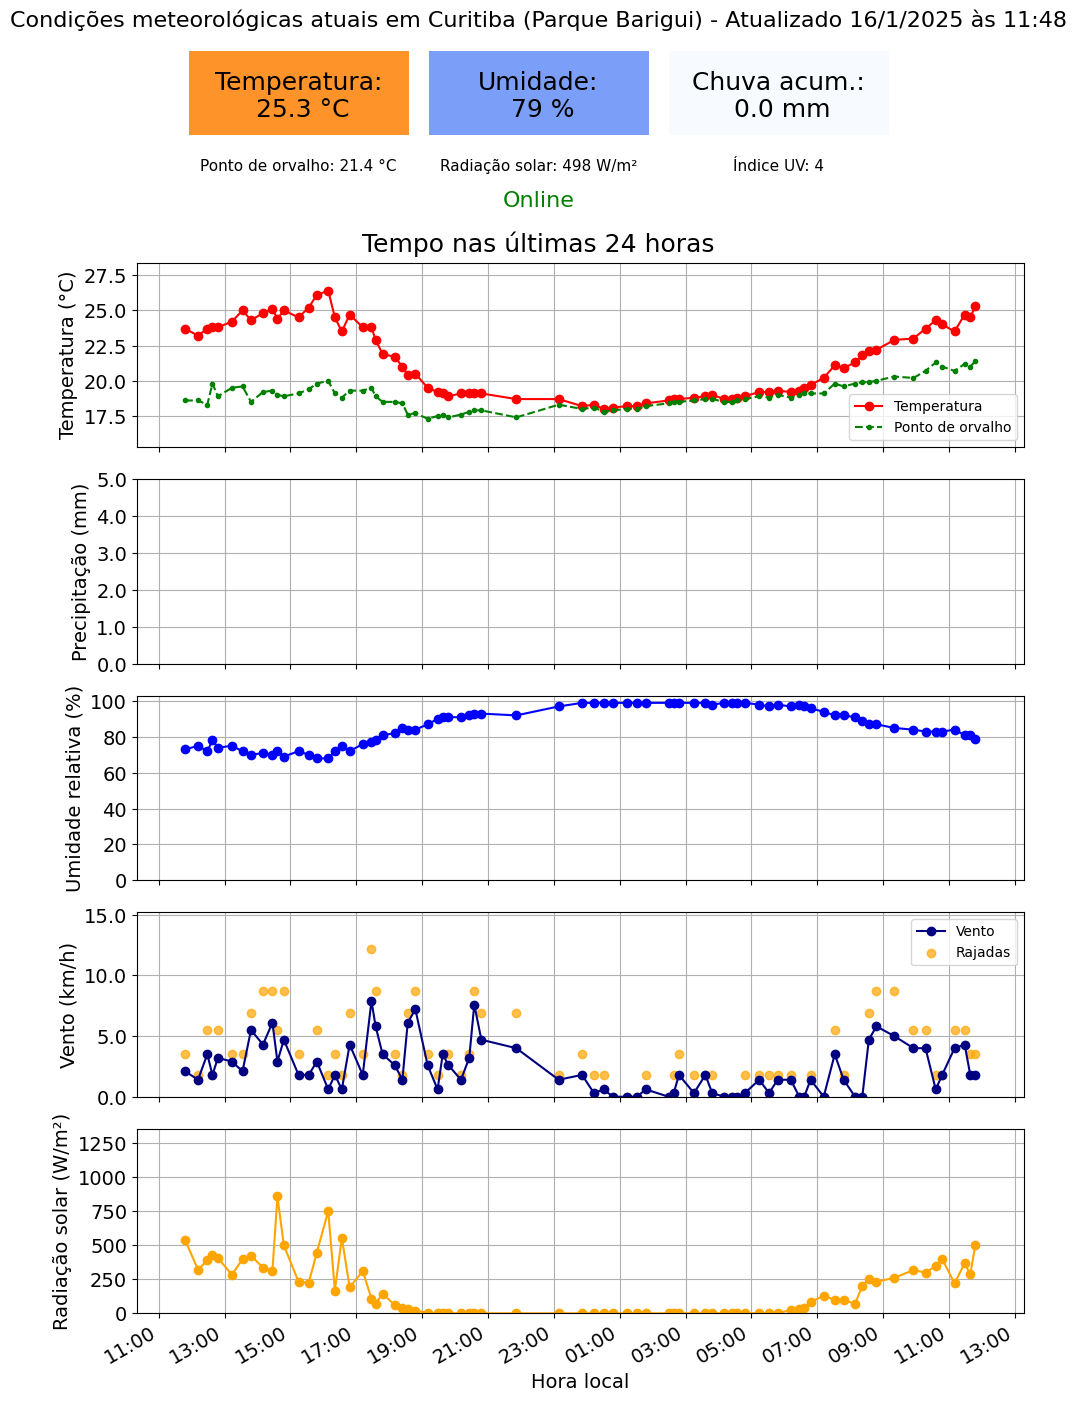 Condições meteorológicas atuais em Curitiba (Parque Barigui) - Atualizado 16/1/2025 às 11:48
Temperatura:
25.3 °C
Umidade:
79 %
Chuva acum.:
0.0 mm
Ponto de orvalho: 21.4 °C
Radiação solar: 498 W/m²
Índice UV: 4
Online
Tempo nas últimas 24 horas
Temperatura (°C)
27.5
25.0
22.5
20.0
17.5
Temperatura
Ponto de orvalho
Precipitação (mm)
5.0
4.0
3.0
2.0
1.0
0.0
Umidade relativa (%)
100
80
60
40
20
0
Vento (km/h)
15.0
10.0
5.0
0.0
Vento
Rajadas
Radiação solar (W/m²)
1250
1000
750
500
250
0
11:00
13:00
15:00
17:00
19:00
21:00
23:00
01:00
03:00
05:00
07:00
09:00
11:00
13:00
Hora local